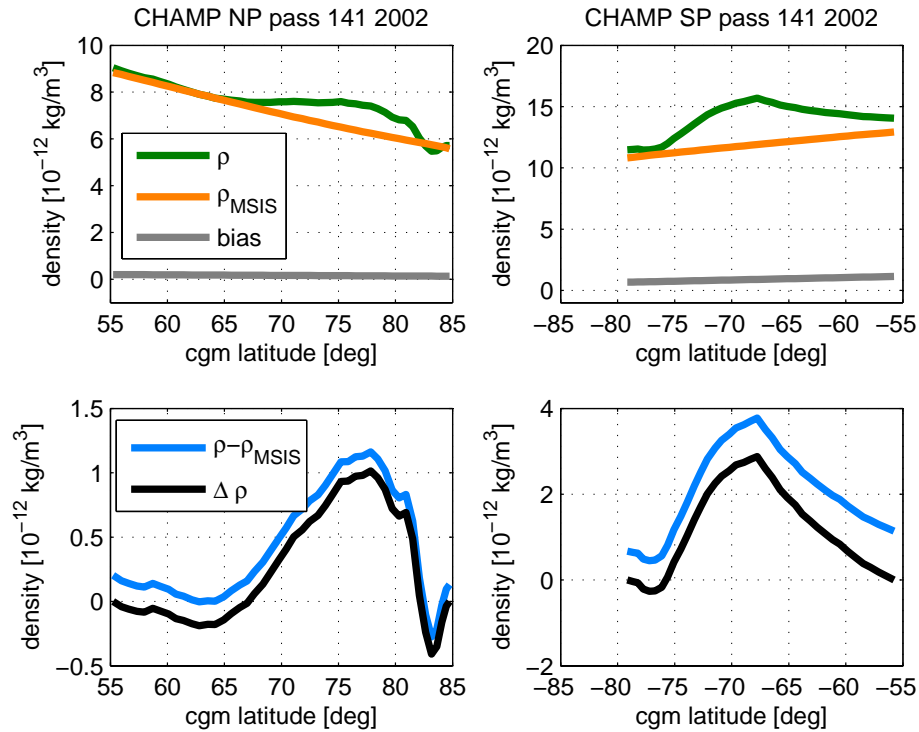 CHAMP NP pass 141 2002
10
8
6
4
2
0
density [10⁻¹² kg/m³]
ρ
ρ_MSIS
bias
55 60 65 70 75 80 85
cgm latitude [deg]
CHAMP SP pass 141 2002
20
15
10
5
0
density [10⁻¹² kg/m³]
−85 −80 −75 −70 −65 −60 −55
cgm latitude [deg]
1.5
1
0.5
0
−0.5
density [10⁻¹² kg/m³]
ρ−ρ_MSIS
Δ ρ
55 60 65 70 75 80 85
cgm latitude [deg]
4
2
0
−2
density [10⁻¹² kg/m³]
−85 −80 −75 −70 −65 −60 −55
cgm latitude [deg]